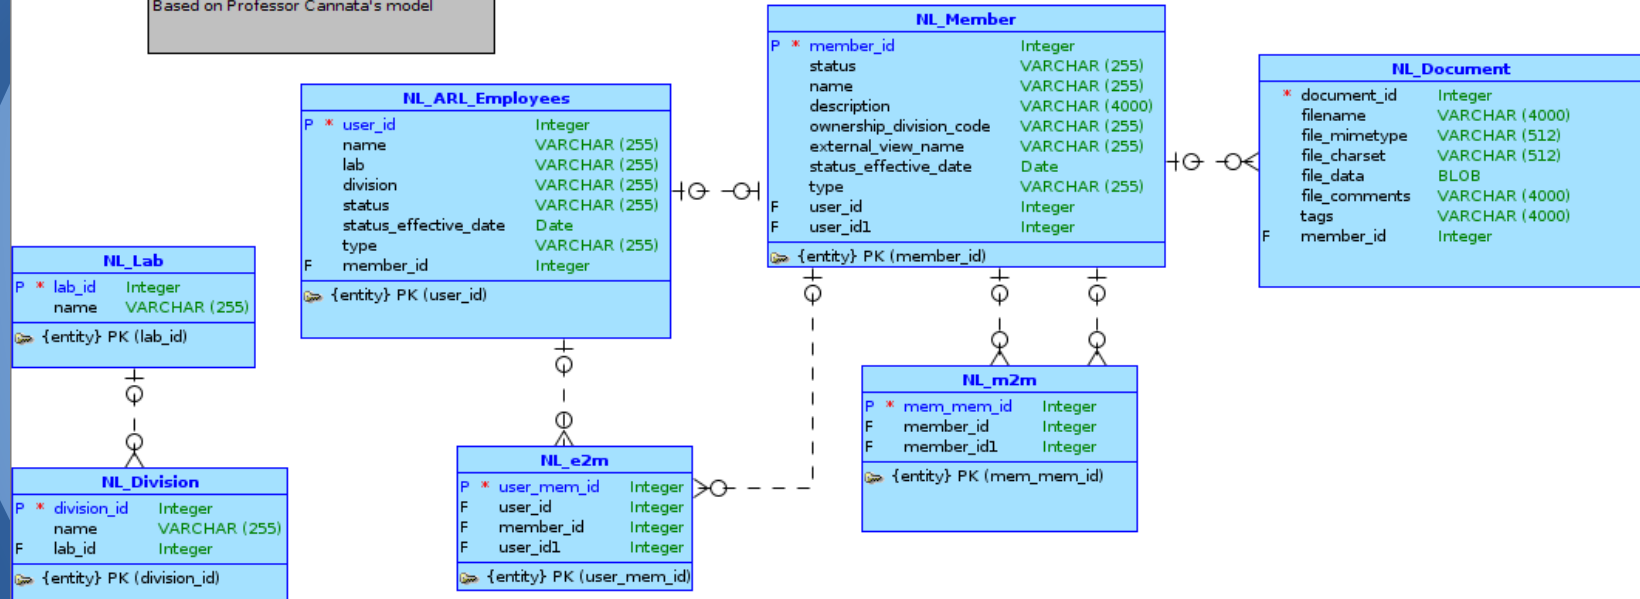 Based on Professor Cannata's model
NL_Member
P * member_id Integer
status VARCHAR (255)
name VARCHAR (255)
description VARCHAR (4000)
ownership_division_code VARCHAR (255)
external_view_name VARCHAR (255)
status_effective_date Date
type VARCHAR (255)
F user_id Integer
F user_id1 Integer
{entity} PK (member_id)
NL_Document
* document_id Integer
filename VARCHAR (4000)
file_mimetype VARCHAR (512)
file_charset VARCHAR (512)
file_data BLOB
file_comments VARCHAR (4000)
tags VARCHAR (4000)
F member_id Integer
NL_ARL_Employees
P * user_id Integer
name VARCHAR (255)
lab VARCHAR (255)
division VARCHAR (255)
status VARCHAR (255)
status_effective_date Date
type VARCHAR (255)
F member_id Integer
{entity} PK (user_id)
NL_Lab
P * lab_id Integer
name VARCHAR (255)
{entity} PK (lab_id)
NL_Division
P * division_id Integer
name VARCHAR (255)
F lab_id Integer
{entity} PK (division_id)
NL_e2m
P * user_mem_id Integer
F user_id Integer
F member_id Integer
F user_id1 Integer
{entity} PK (user_mem_id)
NL_m2m
P * mem_mem_id Integer
F member_id Integer
F member_id1 Integer
{entity} PK (mem_mem_id)